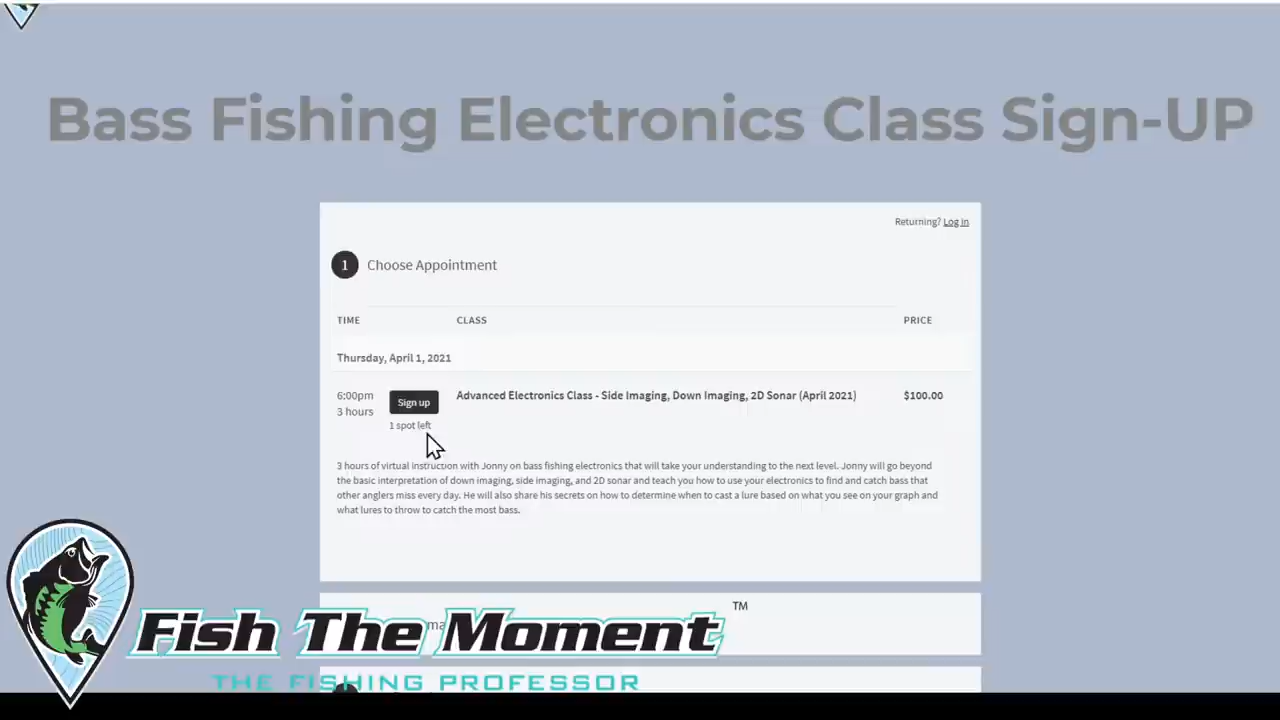 Bass Fishing Electronics Class Sign-UP
Returning? Log in
1 Choose Appointment
TIME CLASS PRICE
Thursday, April 1, 2021
6:00pm Sign up Advanced Electronics Class - Side Imaging, Down Imaging, 2D Sonar (April 2021) $100.00
3 hours
1 spot left
3 hours of virtual instruction with Jonny on bass fishing electronics that will take your understanding to the next level. Jonny will go beyond
the basic interpretation of down imaging, side imaging, and 2D sonar and teach you how to use your electronics to find and catch bass that
other anglers miss every day. He will also share his secrets on how to determine when to cast a lure based on what you see on your graph and
what lures to throw to catch the most bass.
Fish The Moment TM
THE FISHING PROFESSOR